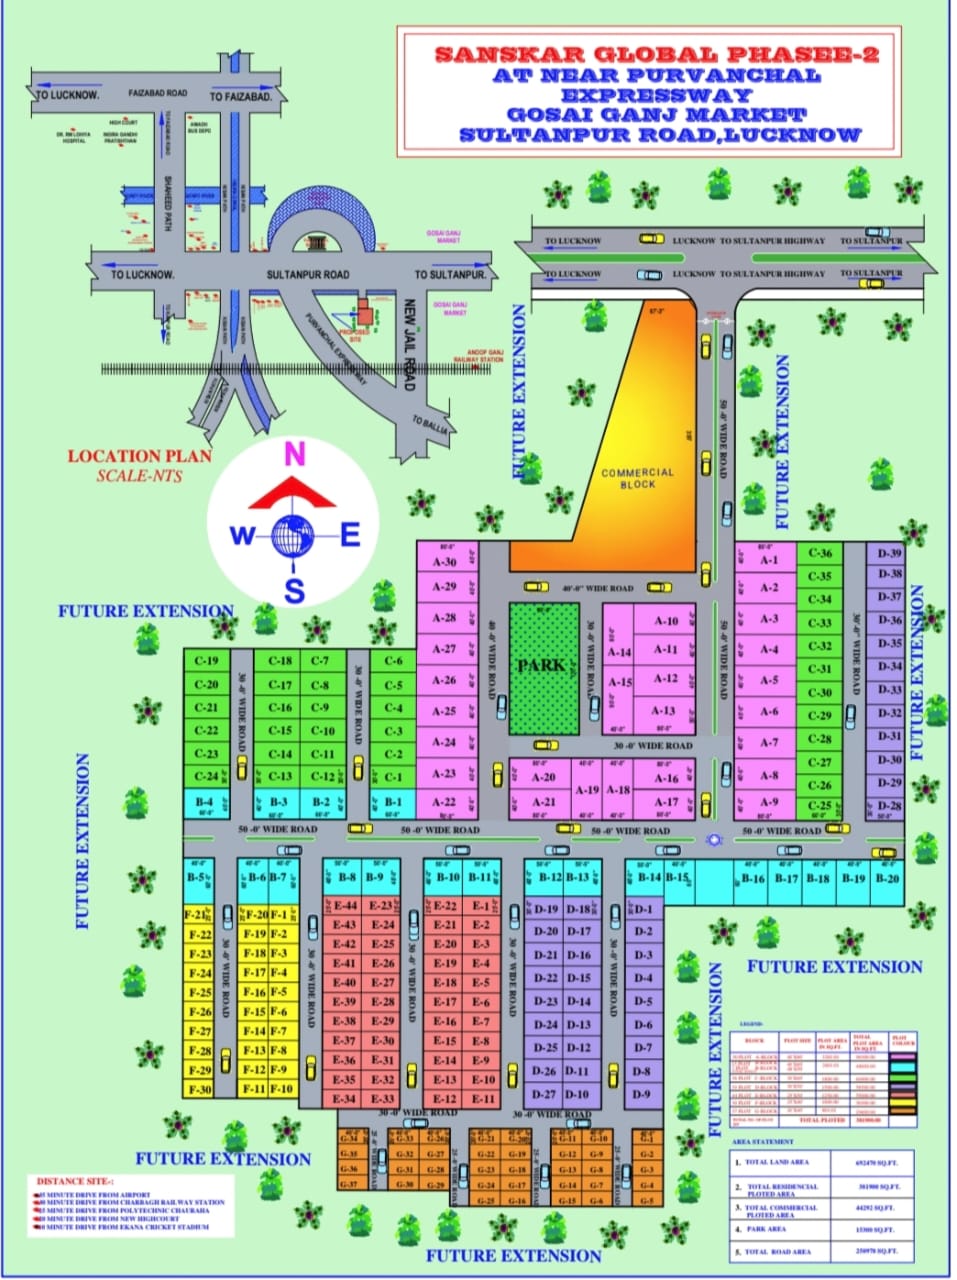 SANSKAR GLOBAL PHASEE-2
AT NEAR PURVANCHAL
EXPRESSWAY
GOSAI GANJ MARKET
SULTANPUR ROAD,LUCKNOW
TO LUCKNOW.
FAIZABAD ROAD
TO FAIZABAD.
HIGH COURT
DR. RM LOHIYA
HOSPITAL
INDIRA GANDHI
PRATISHTHAN
AWADH
BUS DEPO
SHAHEED PATH
GOSAI GANJ
MARKET
TO LUCKNOW.
SULTANPUR ROAD
TO SULTANPUR.
GOSAI GANJ
MARKET
PURVANCHAL EXPRESSWAY
PROPOSED
SITE
NEW JAIL ROAD
ANOOP GANJ
RAILWAY STATION
TO BALLIA
LOCATION PLAN
SCALE-NTS
N
W
E
S
TO LUCKNOW
LUCKNOW TO SULTANPUR HIGHWAY
TO SULTANPUR
TO LUCKNOW
LUCKNOW TO SULTANPUR HIGHWAY
TO SULTANPUR
FUTURE EXTENSION
COMMERCIAL
BLOCK
50 -0' WIDE ROAD
FUTURE EXTENSION
FUTURE EXTENSION
40'-0" WIDE ROAD
A-30
A-29
A-28
A-27
A-26
A-25
A-24
A-23
A-22
40 -0' WIDE ROAD
PARK
30 -0' WIDE ROAD
A-10
A-11
A-12
A-13
A-14
A-15
50 -0' WIDE ROAD
30 -0' WIDE ROAD
A-20
A-21
A-19
A-18
A-16
A-17
A-1
A-2
A-3
A-4
A-5
A-6
A-7
A-8
A-9
C-36
C-35
C-34
C-33
C-32
C-31
C-30
C-29
C-28
C-27
C-26
C-25
30'-0" WIDE ROAD
D-39
D-38
D-37
D-36
D-35
D-34
D-33
D-32
D-31
D-30
D-29
D-28
FUTURE EXTENSION
C-19
C-20
C-21
C-22
C-23
C-24
B-4
30 -0' WIDE ROAD
C-18 C-7
C-17 C-8
C-16 C-9
C-15 C-10
C-14 C-11
C-13 C-12
B-3 B-2
30 -0' WIDE ROAD
C-6
C-5
C-4
C-3
C-2
C-1
B-1
FUTURE EXTENSION
50 -0' WIDE ROAD
50 -0' WIDE ROAD
50 -0' WIDE ROAD
50 -0' WIDE ROAD
B-5 B-6 B-7 B-8 B-9 B-10 B-11 B-12 B-13 B-14 B-15 B-16 B-17 B-18 B-19 B-20
F-21
F-22
F-23
F-24
F-25
F-26
F-27
F-28
F-29
F-30
30 -0' WIDE ROAD
F-20 F-1
F-19 F-2
F-18 F-3
F-17 F-4
F-16 F-5
F-15 F-6
F-14 F-7
F-13 F-8
F-12 F-9
F-11 F-10
30 -0' WIDE ROAD
E-44 E-23
E-43 E-24
E-42 E-25
E-41 E-26
E-40 E-27
E-39 E-28
E-38 E-29
E-37 E-30
E-36 E-31
E-35 E-32
E-34 E-33
30 -0' WIDE ROAD
E-22 E-1
E-21 E-2
E-20 E-3
E-19 E-4
E-18 E-5
E-17 E-6
E-16 E-7
E-15 E-8
E-14 E-9
E-13 E-10
E-12 E-11
30 -0' WIDE ROAD
D-19 D-18
D-20 D-17
D-21 D-16
D-22 D-15
D-23 D-14
D-24 D-13
D-25 D-12
D-26 D-11
D-27 D-10
30 -0' WIDE ROAD
D-1
D-2
D-3
D-4
D-5
D-6
D-7
D-8
D-9
30 -0' WIDE ROAD
30 -0' WIDE ROAD
G-34
G-35
G-36
G-37
G-33 G-26
G-32 G-27
G-31 G-28
G-30 G-29
G-21 G-20
G-22 G-19
G-23 G-18
G-24 G-17
G-25 G-16
G-11 G-10
G-12 G-9
G-13 G-8
G-14 G-7
G-15 G-6
G-1
G-2
G-3
G-4
G-5
FUTURE EXTENSION
FUTURE EXTENSION
FUTURE EXTENSION
FUTURE EXTENSION
DISTANCE SITE-:
MINUTE DRIVE FROM AIRPORT
MINUTE DRIVE FROM CHARBAGH RAILWAY STATION
MINUTE DRIVE FROM POLYTECHNIC CHAURAHA
MINUTE DRIVE FROM NEW HIGHCOURT
MINUTE DRIVE FROM EKANA CRICKET STADIUM
LEGEND-
BLOCK
PLOT SIZE
PLOT AREA
IN SQ.FT.
TOTAL
PLOT AREA
IN SQ.FT.
PLOT
COLOUR
TOTAL PLOTED
AREA STATEMENT
1. TOTAL LAND AREA 692470 SQ.FT.
2. TOTAL RESIDENCIAL PLOTED AREA 381900 SQ.FT.
3. TOTAL COMMERCIAL PLOTED AREA 44292 SQ.FT.
4. PARK AREA 15300 SQ.FT.
5. TOTAL ROAD AREA 250978 SQ.FT.
FUTURE EXTENSION